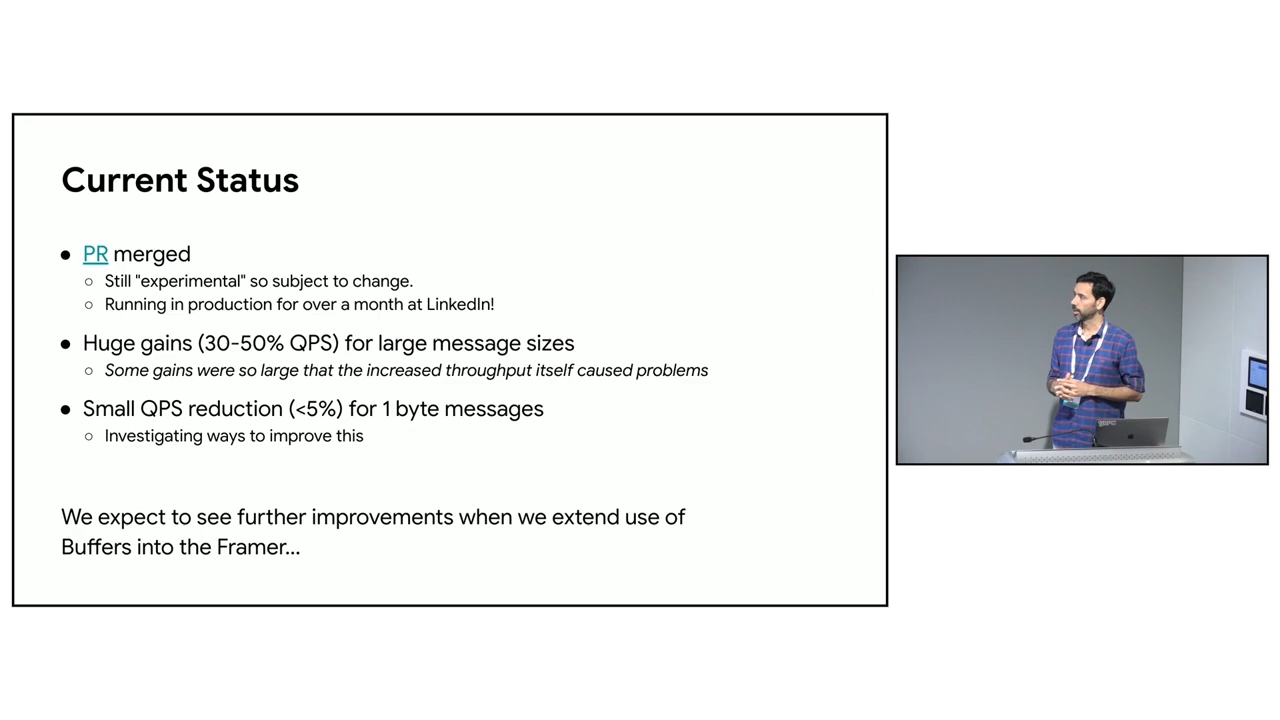 Current Status
● PR merged
○ Still "experimental" so subject to change.
○ Running in production for over a month at LinkedIn!
● Huge gains (30-50% QPS) for large message sizes
○ Some gains were so large that the increased throughput itself caused problems
● Small QPS reduction (<5%) for 1 byte messages
○ Investigating ways to improve this
We expect to see further improvements when we extend use of
Buffers into the Framer...